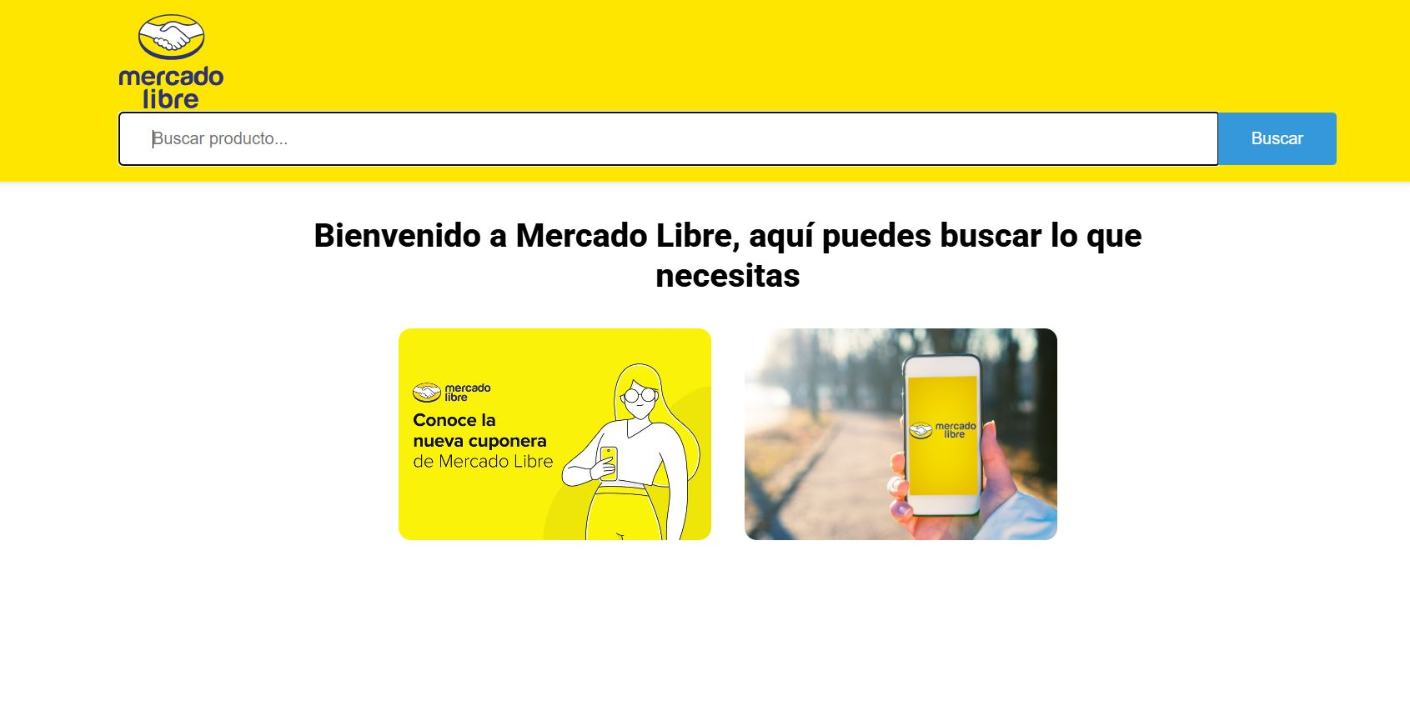 mercado
libre
Buscar producto...
Buscar
Bienvenido a Mercado Libre, aquí puedes buscar lo que
necesitas
mercado
libre
Conoce la
nueva cuponera
de Mercado Libre
mercado
libre